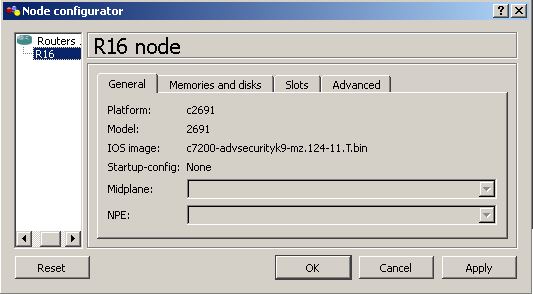 Node configurator
Routers
R16
R16 node
General Memories and disks Slots Advanced
Platform: c2691
Model: 2691
IOS image: c7200-advsecurityk9-mz.124-11.T.bin
Startup-config: None
Midplane:
NPE:
Reset OK Cancel Apply